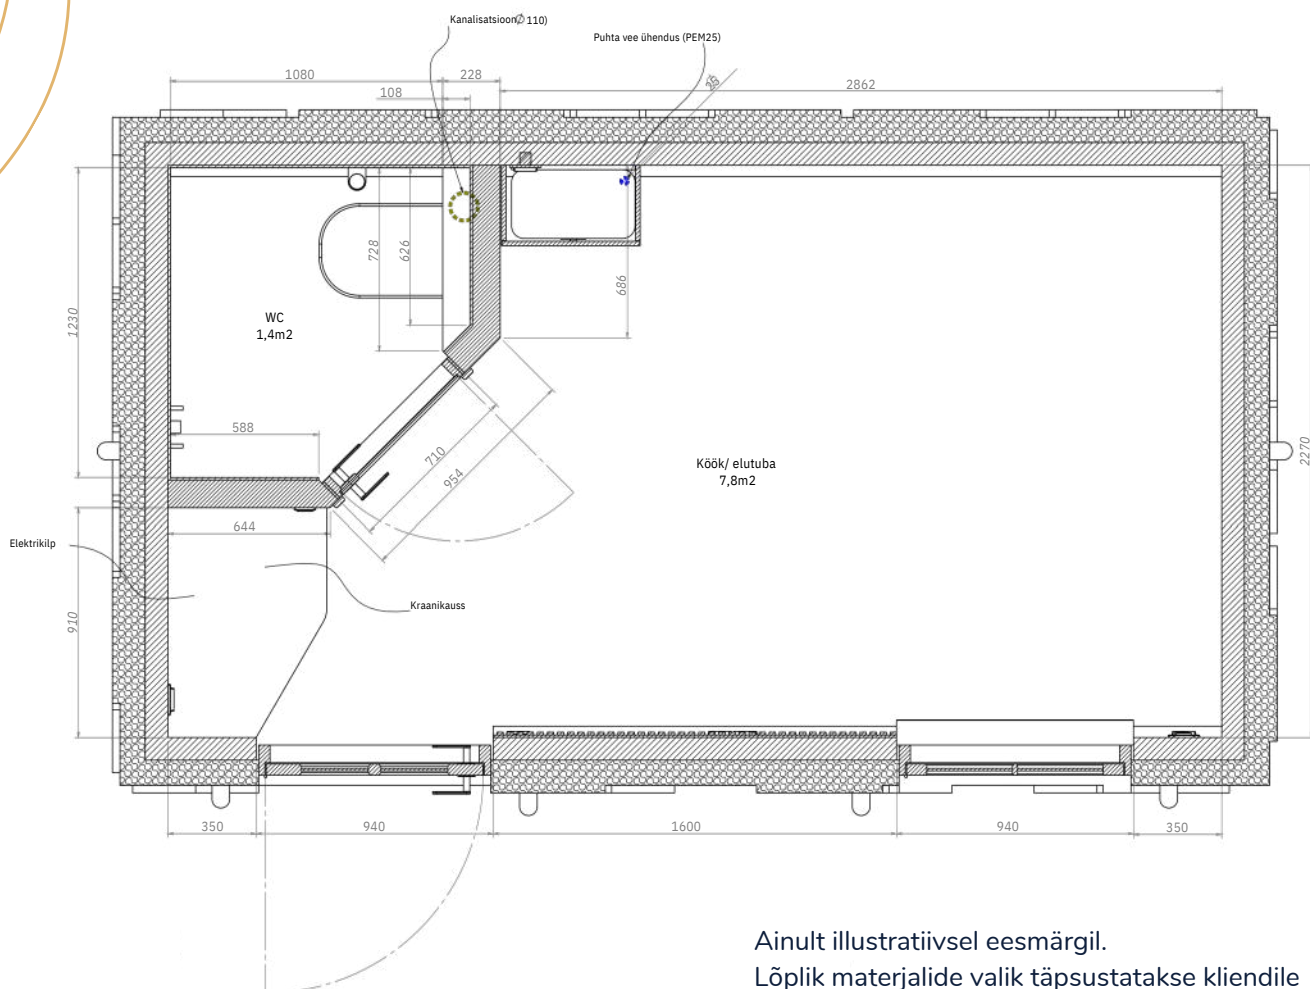 Kanalisatsioon∅ 110)
Puhta vee ühendus (PEM25)
1080
228
108
2862
1230
728
626
686
WC
1,4m2
588
710
954
Köök/ elutuba
7,8m2
2270
644
Elektrikilp
Kraanikauss
910
350
940
1600
940
350
Ainult illustratiivsel eesmärgil.
Lõplik materjalide valik täpsustatakse kliendile